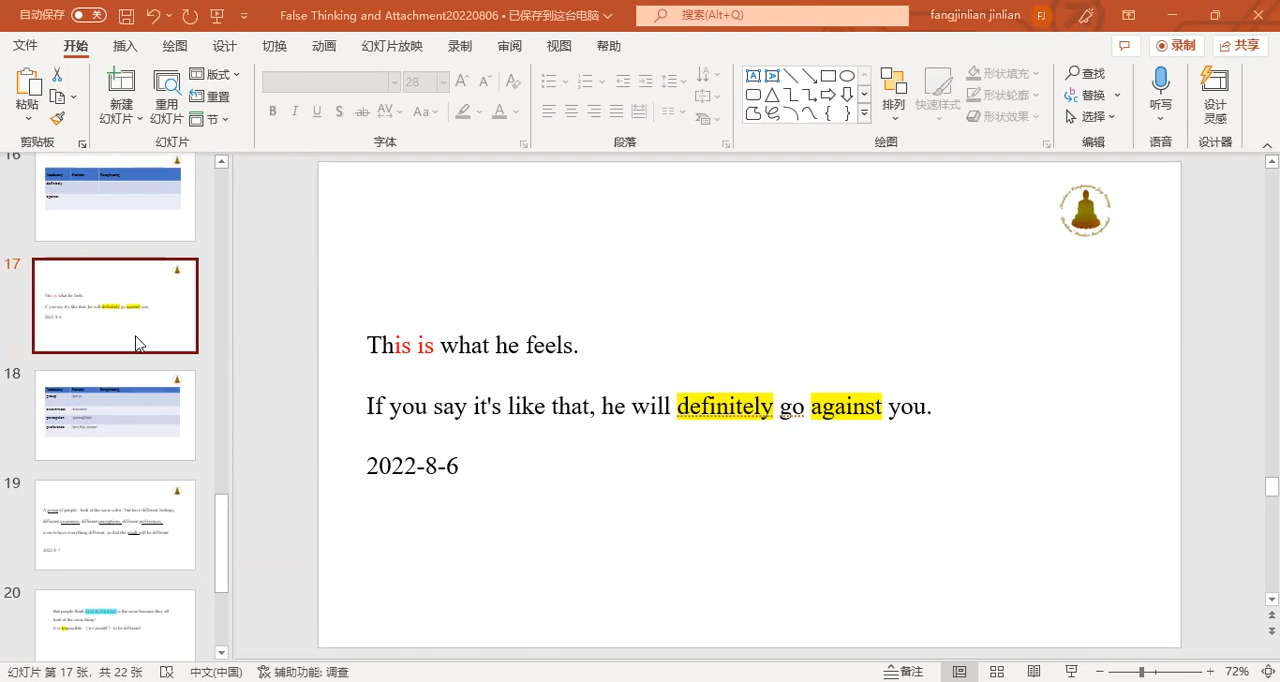 自动保存 关 False Thinking and Attachment20220806 • 已保存到这台电脑 搜索(Alt+Q) fangjinlian jinlian FJ
文件 开始 插入 绘图 设计 切换 动画 幻灯片放映 录制 审阅 视图 帮助 录制 共享
粘贴 新建 幻灯片 重用 幻灯片 版式 重置 节 28 形状填充 形状轮廓 形状效果 排列 快速样式 查找 替换 选择 听写 设计 灵感
剪贴板 幻灯片 字体 段落 绘图 编辑 语音 设计器
16
17
18
19
20
This is what he feels.
If you say it's like that, he will definitely go against you.
2022-8-6
幻灯片 第 17 张，共 22 张 中文(中国) 辅助功能: 调查 备注 72%